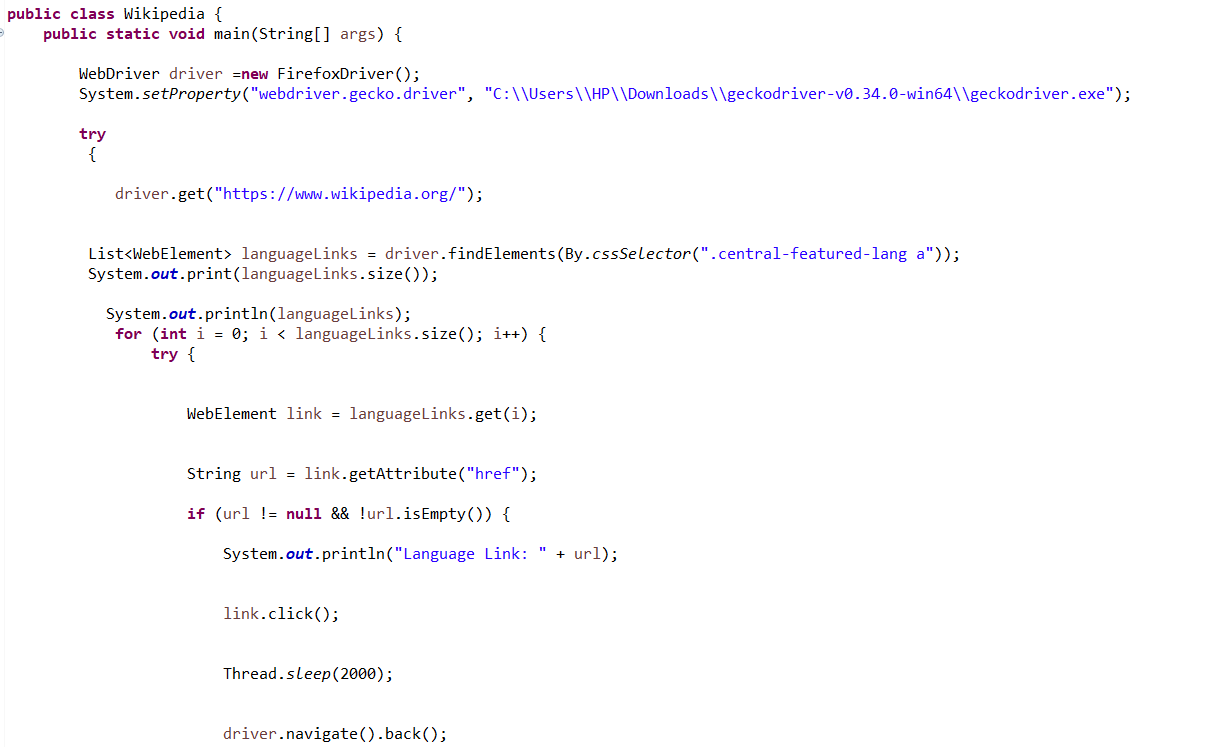 public class Wikipedia {
public static void main(String[] args) {
WebDriver driver =new FirefoxDriver();
System.setProperty("webdriver.gecko.driver", "C:\\Users\\HP\\Downloads\\geckodriver-v0.34.0-win64\\geckodriver.exe");
try
{
driver.get("https://www.wikipedia.org/");
List<WebElement> languageLinks = driver.findElements(By.cssSelector(".central-featured-lang a"));
System.out.print(languageLinks.size());
System.out.println(languageLinks);
for (int i = 0; i < languageLinks.size(); i++) {
try {
WebElement link = languageLinks.get(i);
String url = link.getAttribute("href");
if (url != null && !url.isEmpty()) {
System.out.println("Language Link: " + url);
link.click();
Thread.sleep(2000);
driver.navigate().back();